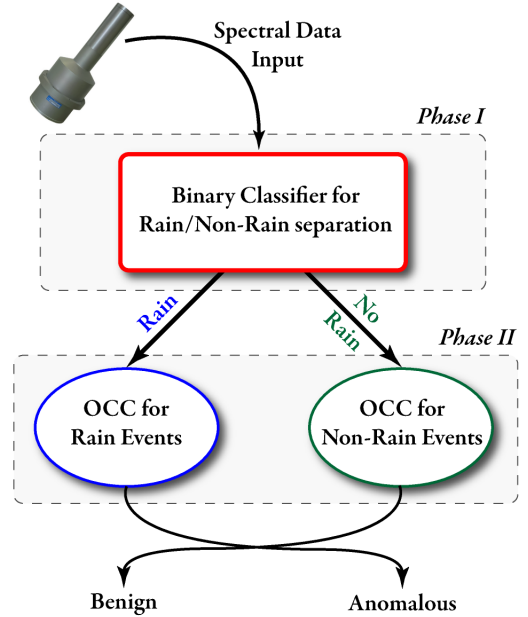 Spectral Data
Input
Phase I
Binary Classifier for
Rain/Non-Rain separation
Rain
No
Rain
Phase II
OCC for
Rain Events
OCC for
Non-Rain Events
Benign
Anomalous